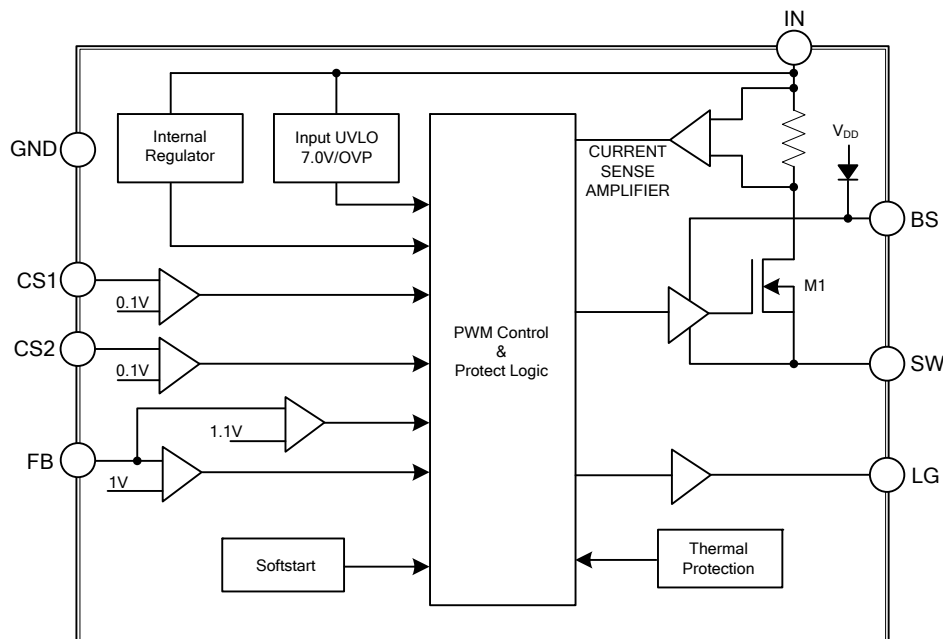 IN
GND
Internal
Regulator
Input UVLO
7.0V/OVP
CURRENT
SENSE
AMPLIFIER
VDD
BS
CS1
0.1V
M1
CS2
0.1V
PWM Control
&
Protect Logic
SW
1.1V
FB
1V
LG
Softstart
Thermal
Protection